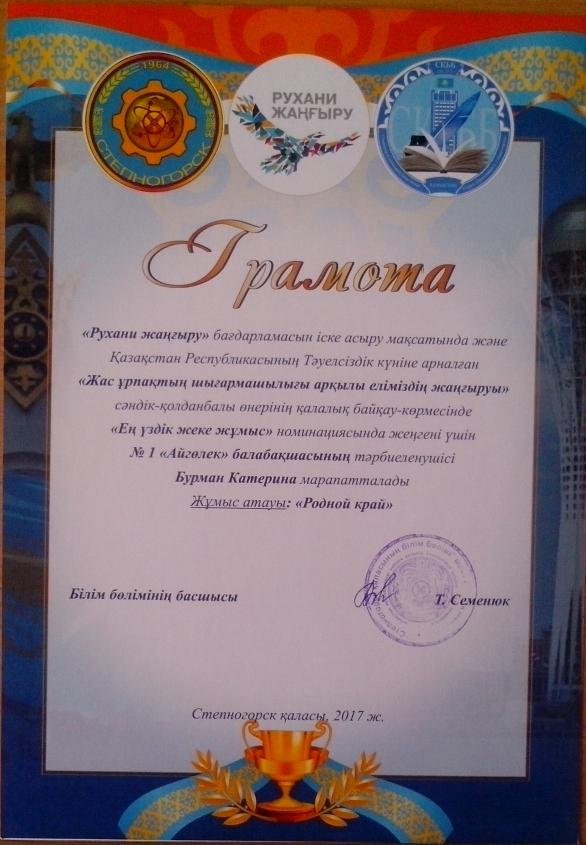 1964
СТЕПНОГОРСК
РУХАНИ
ЖАҢҒЫРУ
СКББ
Грамота
«Рухани жаңғыру» бағдарламасын іске асыру мақсатында және
Қазақстан Республикасының Тәуелсіздік күніне арналған
«Жас ұрпақтың шығармашылығы арқылы еліміздің жаңғыруы»
сәндік-қолданбалы өнерінің қалалық байқау-көрмесінде
«Ең үздік жеке жұмыс» номинациясында жеңгені үшін
№ 1 «Айгөлек» балабақшасының тәрбиеленушісі
Бурман Катерина марапатталады
Жұмыс атауы: «Родной край»
Білім бөлімінің басшысы
Т. Семенюк
Степногорск қаласы, 2017 ж.